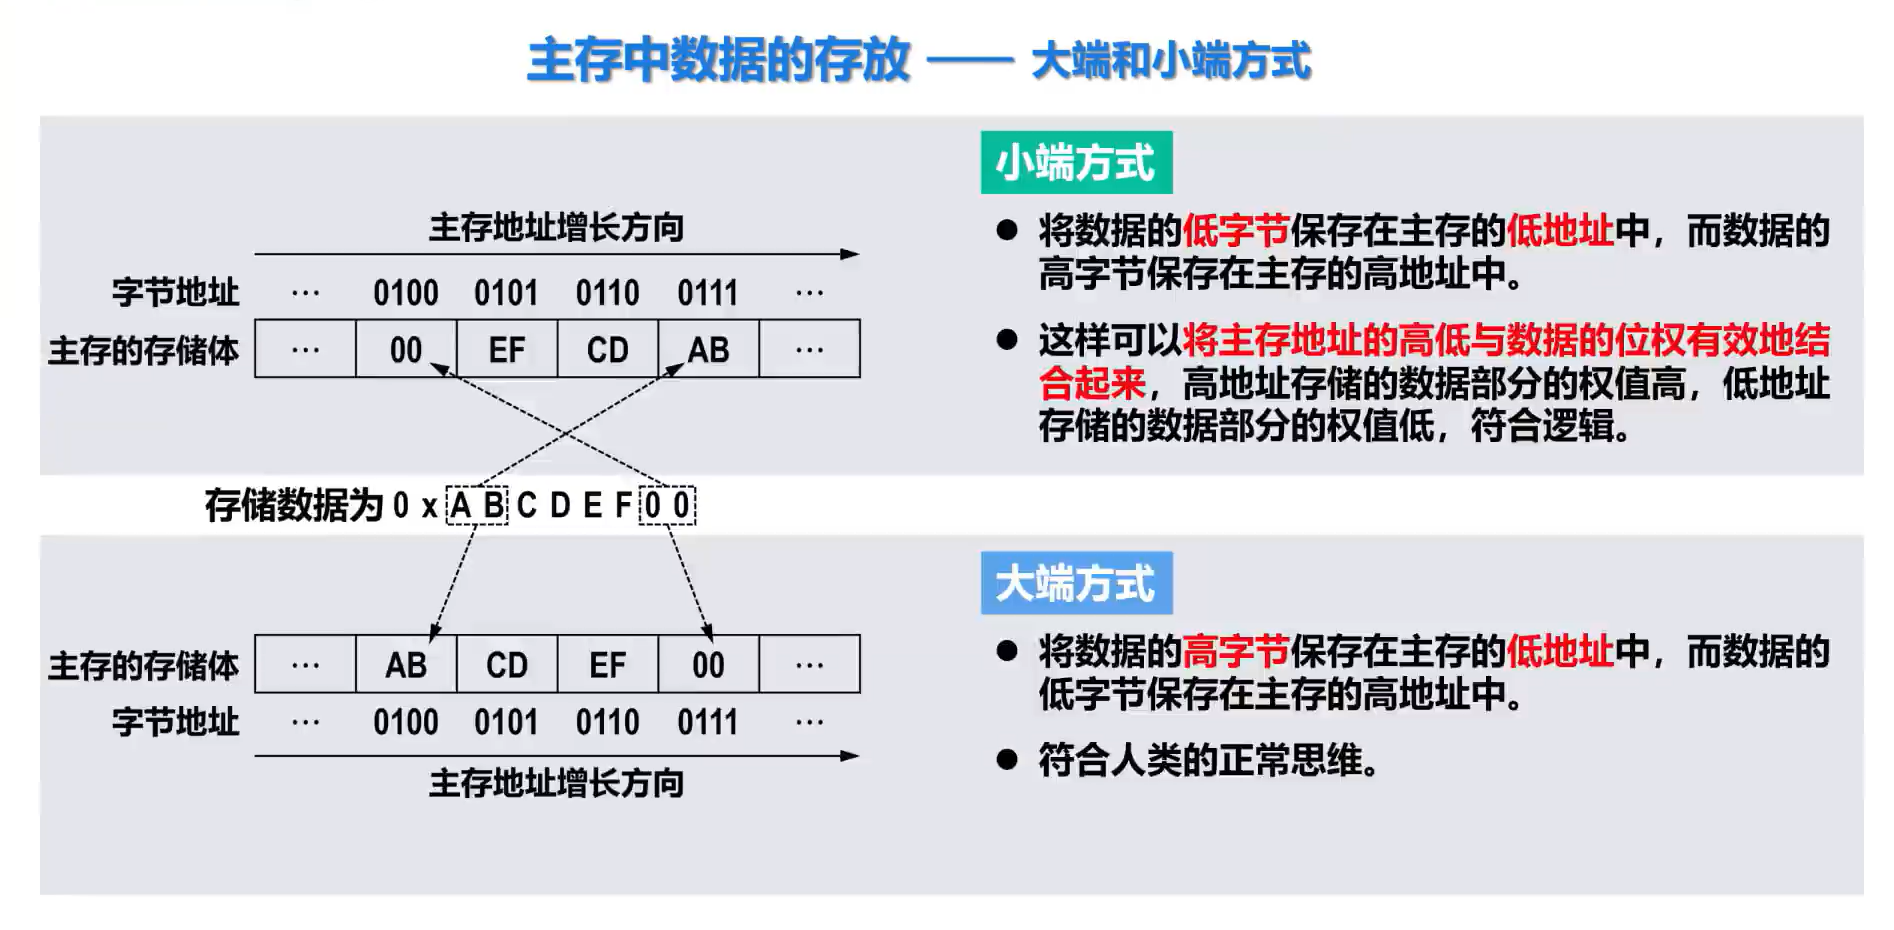 主存中数据的存放 —— 大端和小端方式
小端方式
主存地址增长方向
字节地址 … 0100 0101 0110 0111 …
主存的存储体 … 00 EF CD AB …
● 将数据的低字节保存在主存的低地址中，而数据的
高字节保存在主存的高地址中。
● 这样可以将主存地址的高低与数据的位权有效地结
合起来，高地址存储的数据部分的权值高，低地址
存储的数据部分的权值低，符合逻辑。
存储数据为 0 x A B C D E F 0 0
大端方式
主存的存储体 … AB CD EF 00 …
字节地址 … 0100 0101 0110 0111 …
主存地址增长方向
● 将数据的高字节保存在主存的低地址中，而数据的
低字节保存在主存的高地址中。
● 符合人类的正常思维。